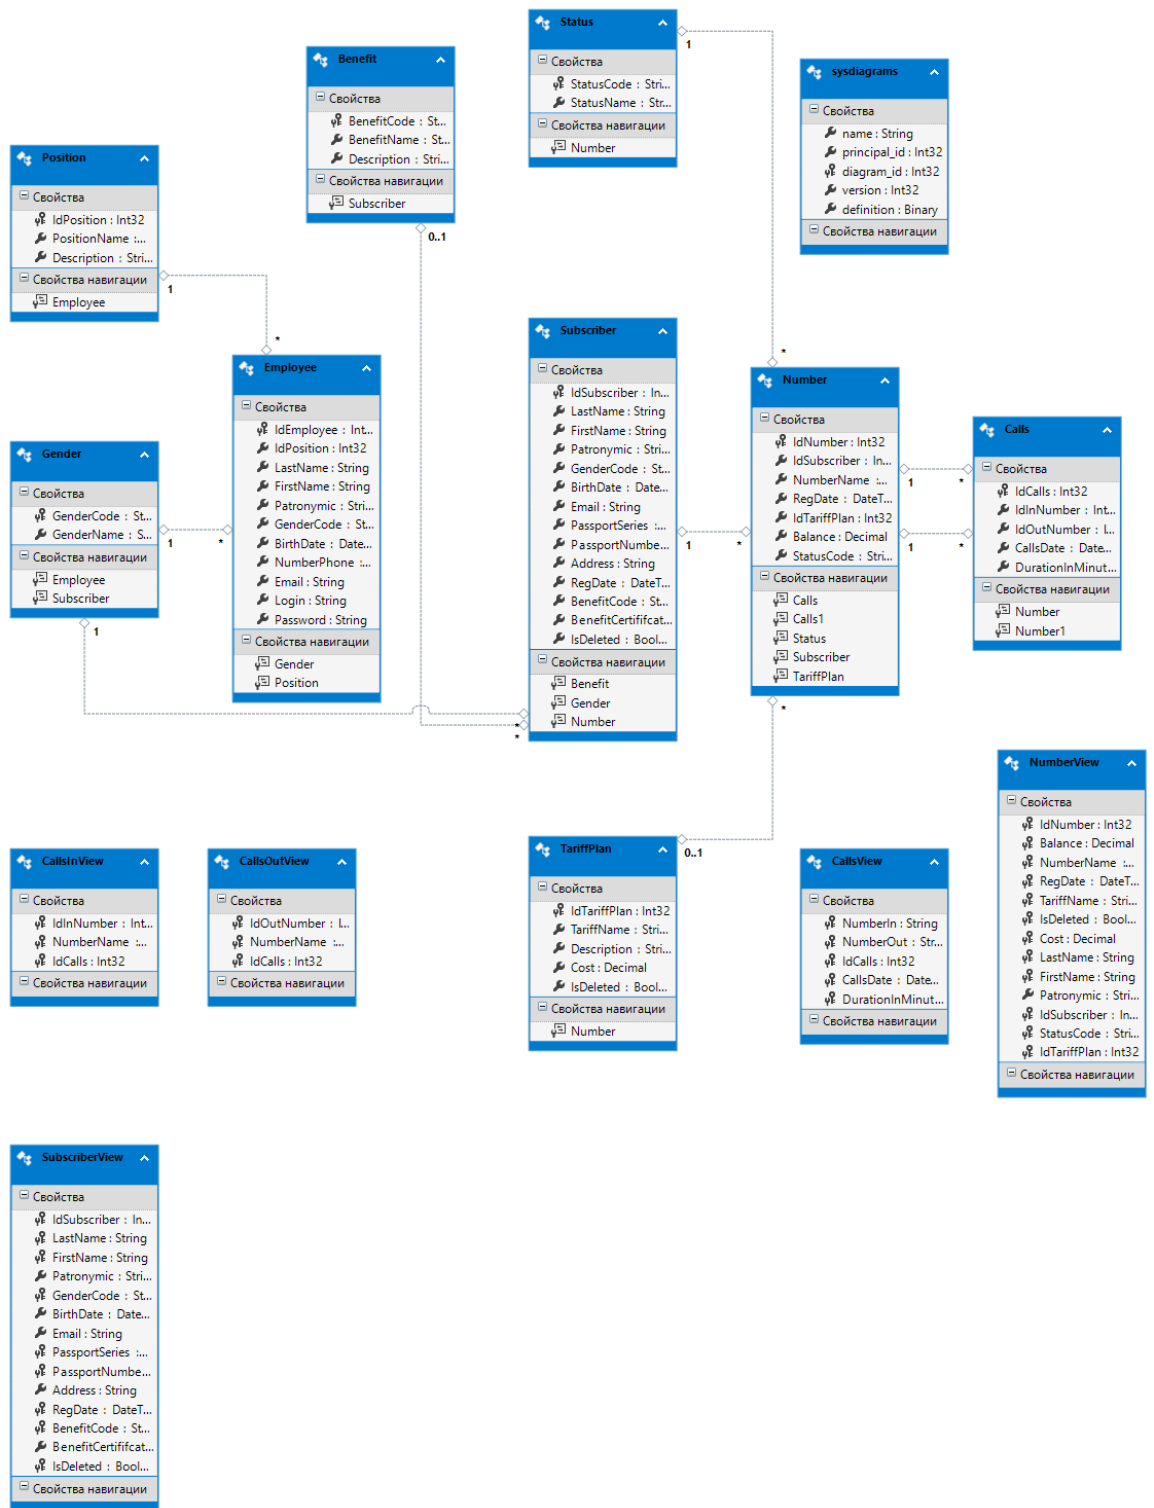 Status
Свойства
StatusCode : Stri...
StatusName : Str...
Свойства навигации
Number
1
Benefit
Свойства
BenefitCode : St...
BenefitName : St...
Description : Stri...
Свойства навигации
Subscriber
0..1
sysdiagrams
Свойства
name : String
principal_id : Int32
diagram_id : Int32
version : Int32
definition : Binary
Свойства навигации
Position
Свойства
IdPosition : Int32
PositionName :...
Description : Stri...
Свойства навигации
Employee
1
*
Employee
Свойства
IdEmployee : Int...
IdPosition : Int32
LastName : String
FirstName : String
Patronymic : Stri...
GenderCode : St...
BirthDate : Date...
NumberPhone :...
Email : String
Login : String
Password : String
Свойства навигации
Gender
Position
Gender
Свойства
GenderCode : St...
GenderName : S...
Свойства навигации
Employee
Subscriber
1
*
1
Subscriber
Свойства
IdSubscriber : In...
LastName : String
FirstName : String
Patronymic : Stri...
GenderCode : St...
BirthDate : Date...
Email : String
PassportSeries :...
PassportNumbe...
Address : String
RegDate : DateT...
BenefitCode : St...
BenefitCertififcat...
IsDeleted : Bool...
Свойства навигации
Benefit
Gender
Number
*
*
1
*
*
Number
Свойства
IdNumber : Int32
IdSubscriber : In...
NumberName :...
RegDate : DateT...
IdTariffPlan : Int32
Balance : Decimal
StatusCode : Stri...
Свойства навигации
Calls
Calls1
Status
Subscriber
TariffPlan
*
1
*
1
*
Calls
Свойства
IdCalls : Int32
IdInNumber : Int...
IdOutNumber : I...
CallsDate : Date...
DurationInMinut...
Свойства навигации
Number
Number1
NumberView
Свойства
IdNumber : Int32
Balance : Decimal
NumberName :...
RegDate : DateT...
TariffName : Stri...
IsDeleted : Bool...
Cost : Decimal
LastName : String
FirstName : String
Patronymic : Stri...
IdSubscriber : In...
StatusCode : Stri...
IdTariffPlan : Int32
Свойства навигации
CallsInView
Свойства
IdInNumber : Int...
NumberName :...
IdCalls : Int32
Свойства навигации
CallsOutView
Свойства
IdOutNumber : I...
NumberName :...
IdCalls : Int32
Свойства навигации
TariffPlan
Свойства
IdTariffPlan : Int32
TariffName : Stri...
Description : Stri...
Cost : Decimal
IsDeleted : Bool...
Свойства навигации
Number
0..1
CallsView
Свойства
NumberIn : String
NumberOut : Str...
IdCalls : Int32
CallsDate : Date...
DurationInMinut...
Свойства навигации
SubscriberView
Свойства
IdSubscriber : In...
LastName : String
FirstName : String
Patronymic : Stri...
GenderCode : St...
BirthDate : Date...
Email : String
PassportSeries :...
PassportNumbe...
Address : String
RegDate : DateT...
BenefitCode : St...
BenefitCertififcat...
IsDeleted : Bool...
Свойства навигации